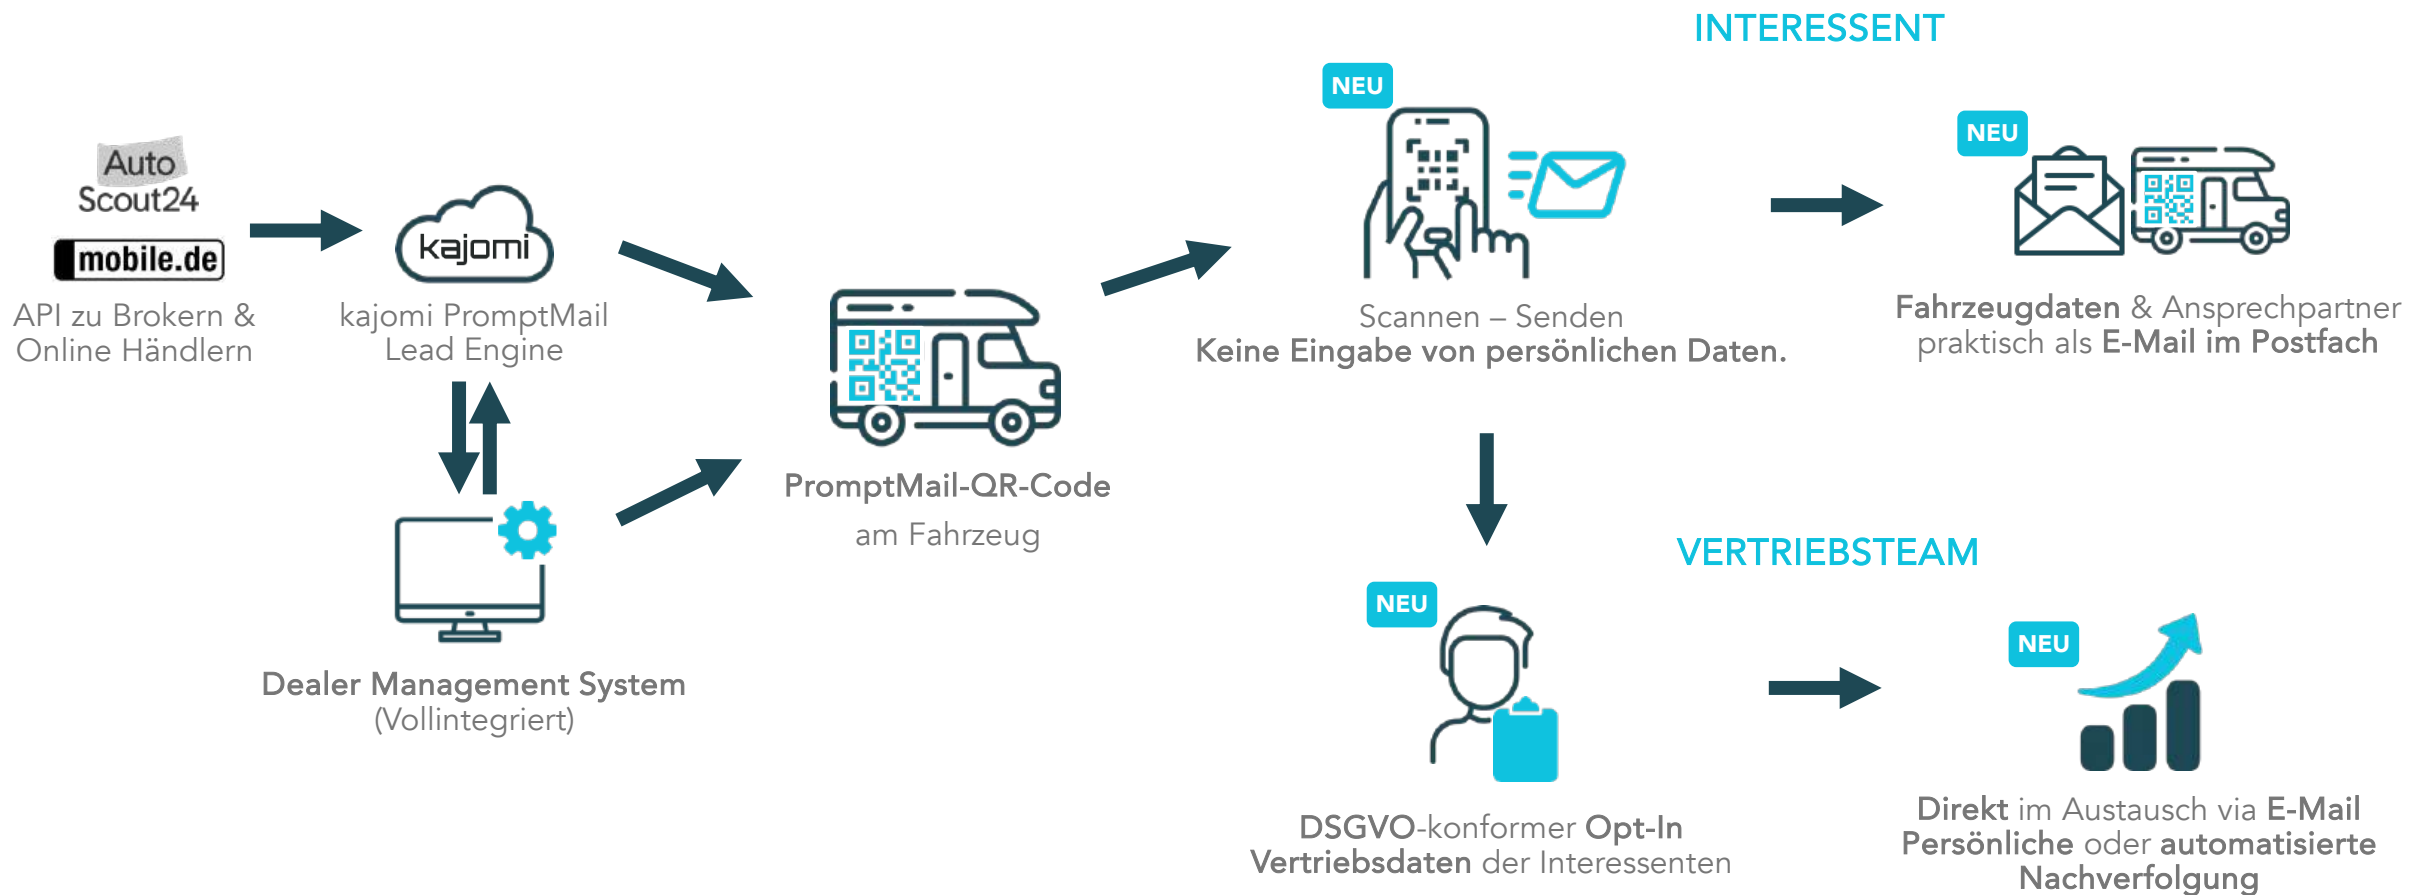 INTERESSENT
NEU
NEU
Auto
Scout24
mobile.de
kajomi
API zu Brokern &
Online Händlern
kajomi PromptMail
Lead Engine
Scannen – Senden
Keine Eingabe von persönlichen Daten.
Fahrzeugdaten & Ansprechpartner
praktisch als E-Mail im Postfach
PromptMail-QR-Code
am Fahrzeug
Dealer Management System
(Vollintegriert)
VERTRIEBSTEAM
NEU
NEU
DSGVO-konformer Opt-In
Vertriebsdaten der Interessenten
Direkt im Austausch via E-Mail
Persönliche oder automatisierte
Nachverfolgung